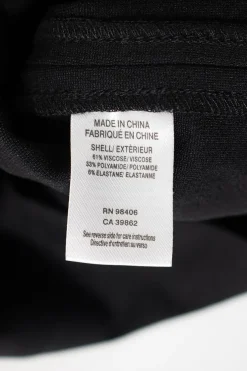 MADE IN CHINA
FABRIQUÉ EN CHINE
SHELL/ EXTÉRIEUR
61% VISCOSE/ VISCOSE
33% POLYAMIDE/ POLYAMIDE
6% ELASTANE/ ÉLASTANNE
RN 98406
CA 39862
See reverse side for care instructions
Directive d'entretien au verso